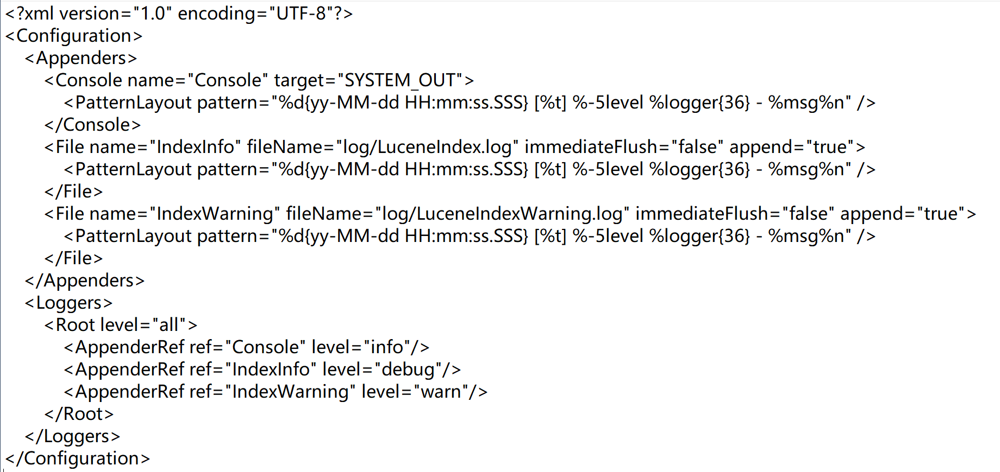 <?xml version="1.0" encoding="UTF-8"?>
<Configuration>
    <Appenders>
        <Console name="Console" target="SYSTEM_OUT">
            <PatternLayout pattern="%d{yy-MM-dd HH:mm:ss.SSS} [%t] %-5level %logger{36} - %msg%n" />
        </Console>
        <File name="IndexInfo" fileName="log/LuceneIndex.log" immediateFlush="false" append="true">
            <PatternLayout pattern="%d{yy-MM-dd HH:mm:ss.SSS} [%t] %-5level %logger{36} - %msg%n" />
        </File>
        <File name="IndexWarning" fileName="log/LuceneIndexWarning.log" immediateFlush="false" append="true">
            <PatternLayout pattern="%d{yy-MM-dd HH:mm:ss.SSS} [%t] %-5level %logger{36} - %msg%n" />
        </File>
    </Appenders>
    <Loggers>
        <Root level="all">
            <AppenderRef ref="Console" level="info"/>
            <AppenderRef ref="IndexInfo" level="debug"/>
            <AppenderRef ref="IndexWarning" level="warn"/>
        </Root>
    </Loggers>
</Configuration>